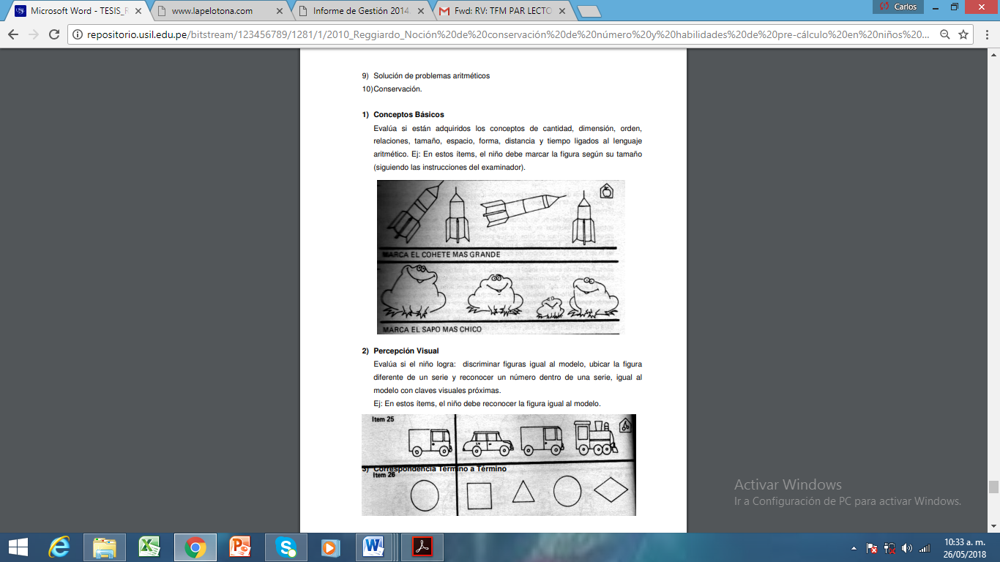 Microsoft Word - TESIS_R
www.lapelotona.com
Informe de Gestión 2014.
Fwd: RV: TFM PAR LECTO
Carlos
repositorio.usil.edu.pe/bitstream/123456789/1281/1/2010_Reggiardo_Noción%20de%20conservación%20de%20número%20y%20habilidades%20de%20pre-cálculo%20en%20niños%20...
9) Solución de problemas aritméticos
10)Conservación.
1) Conceptos Básicos
Evalúa si están adquiridos los conceptos de cantidad, dimensión, orden,
relaciones, tamaño, espacio, forma, distancia y tiempo ligados al lenguaje
aritmético. Ej: En estos ítems, el niño debe marcar la figura según su tamaño
(siguiendo las instrucciones del examinador).
MARCA EL COHETE MAS GRANDE
MARCA EL SAPO MAS CHICO
2) Percepción Visual
Evalúa si el niño logra: discriminar figuras igual al modelo, ubicar la figura
diferente de un serie y reconocer un número dentro de una serie, igual al
modelo con claves visuales próximas.
Ej: En estos ítems, el niño debe reconocer la figura igual al modelo.
Item 25
3) Correspondencia Término a Término
Item 26
Activar Windows
Ir a Configuración de PC para activar Windows.
10:33 a. m.
26/05/2018